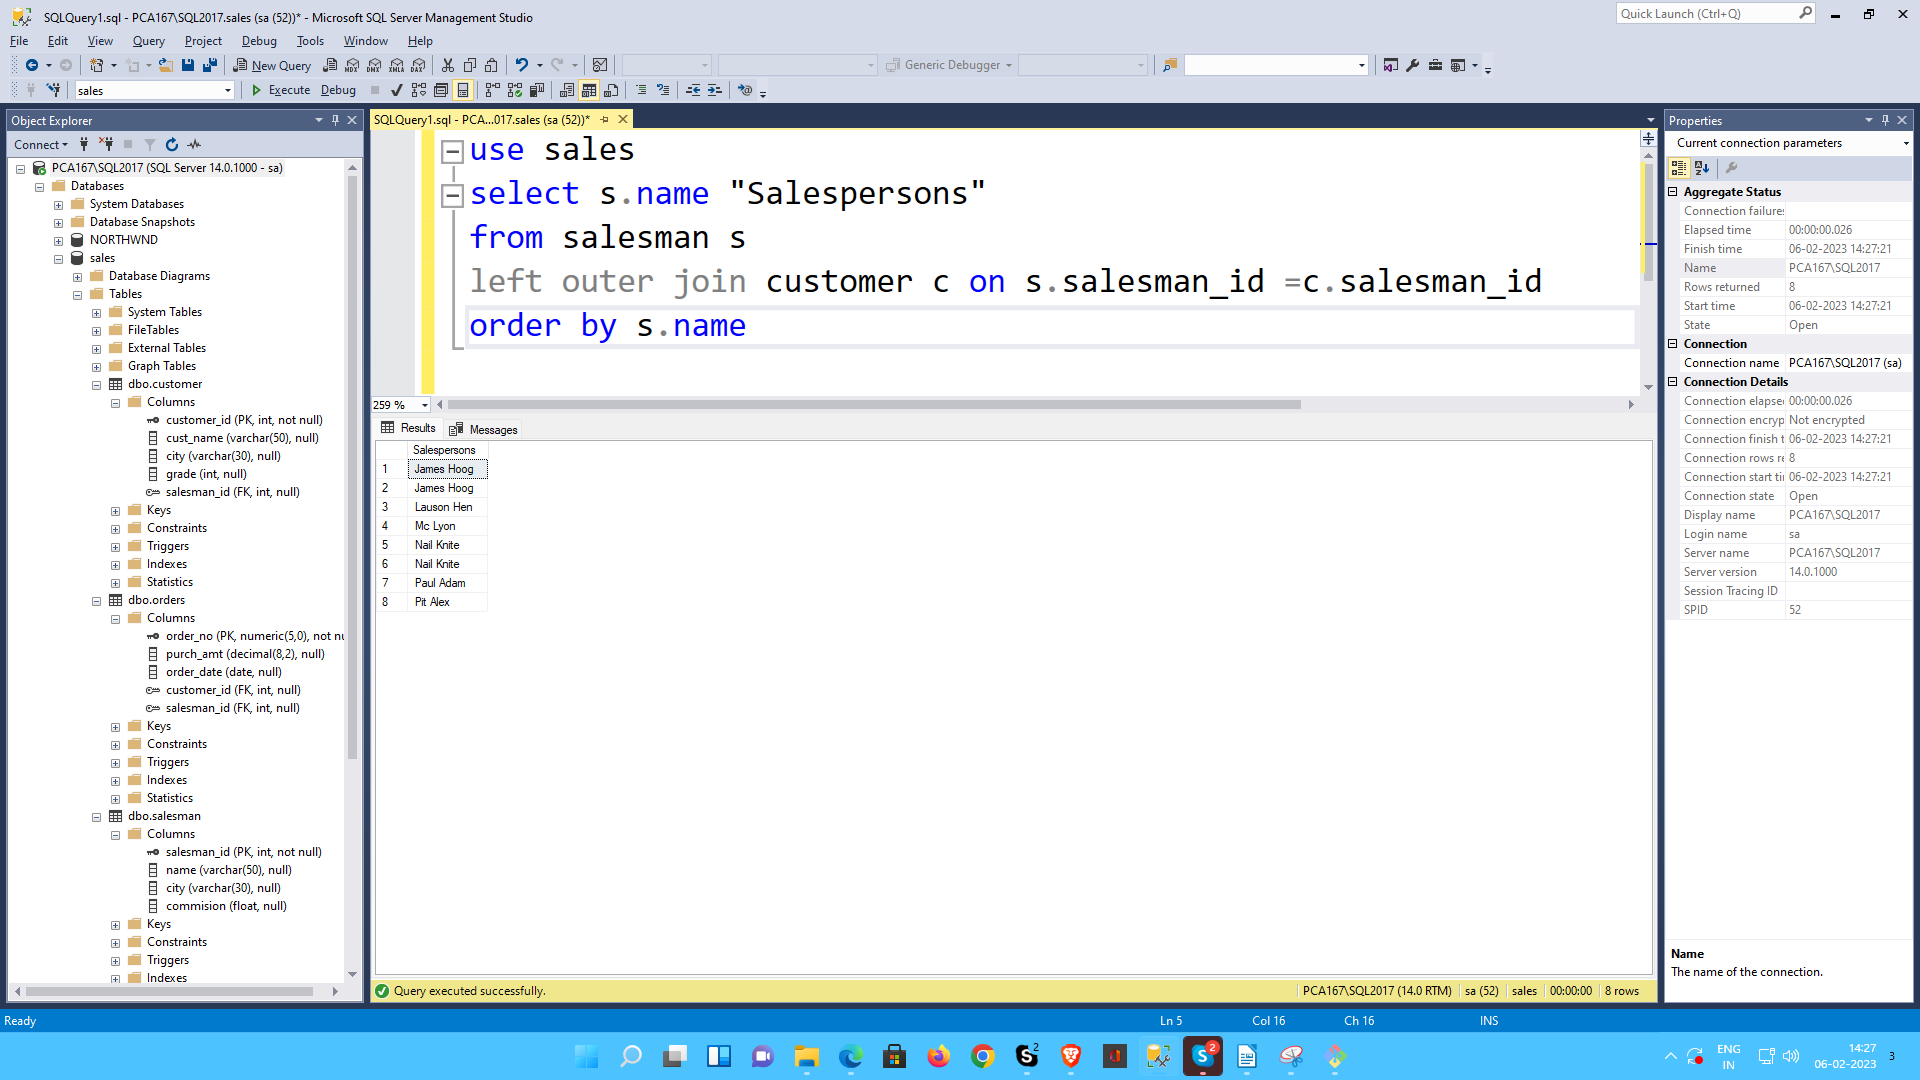 SQLQuery1.sql - PCA167\SQL2017.sales (sa (52))* - Microsoft SQL Server Management Studio
Quick Launch (Ctrl+Q)
File Edit View Query Project Debug Tools Window Help
New Query MDX DMX XMLA DAX Generic Debugger
sales Execute Debug
Object Explorer
Connect
PCA167\SQL2017 (SQL Server 14.0.1000 - sa)
Databases
System Databases
Database Snapshots
NORTHWND
sales
Database Diagrams
Tables
System Tables
FileTables
External Tables
Graph Tables
dbo.customer
Columns
customer_id (PK, int, not null)
cust_name (varchar(50), null)
city (varchar(30), null)
grade (int, null)
salesman_id (FK, int, null)
Keys
Constraints
Triggers
Indexes
Statistics
dbo.orders
Columns
order_no (PK, numeric(5,0), not nu
purch_amt (decimal(8,2), null)
order_date (date, null)
customer_id (FK, int, null)
salesman_id (FK, int, null)
Keys
Constraints
Triggers
Indexes
Statistics
dbo.salesman
Columns
salesman_id (PK, int, not null)
name (varchar(50), null)
city (varchar(30), null)
commision (float, null)
Keys
Constraints
Triggers
Indexes
SQLQuery1.sql - PCA...017.sales (sa (52))*
use sales
select s.name "Salespersons"
from salesman s
left outer join customer c on s.salesman_id =c.salesman_id
order by s.name
259 %
Results Messages
Salespersons
1 James Hoog
2 James Hoog
3 Lauson Hen
4 Mc Lyon
5 Nail Knite
6 Nail Knite
7 Paul Adam
8 Pit Alex
Query executed successfully. PCA167\SQL2017 (14.0 RTM) sa (52) sales 00:00:00 8 rows
Properties
Current connection parameters
Aggregate Status
Connection failures
Elapsed time 00:00:00.026
Finish time 06-02-2023 14:27:21
Name PCA167\SQL2017
Rows returned 8
Start time 06-02-2023 14:27:21
State Open
Connection
Connection name PCA167\SQL2017 (sa)
Connection Details
Connection elapse 00:00:00.026
Connection encryp Not encrypted
Connection finish t 06-02-2023 14:27:21
Connection rows re 8
Connection start ti 06-02-2023 14:27:21
Connection state Open
Display name PCA167\SQL2017
Login name sa
Server name PCA167\SQL2017
Server version 14.0.1000
Session Tracing ID
SPID 52
Name
The name of the connection.
Ready Ln 5 Col 16 Ch 16 INS
2 2
ENG
IN
14:27
06-02-2023
3